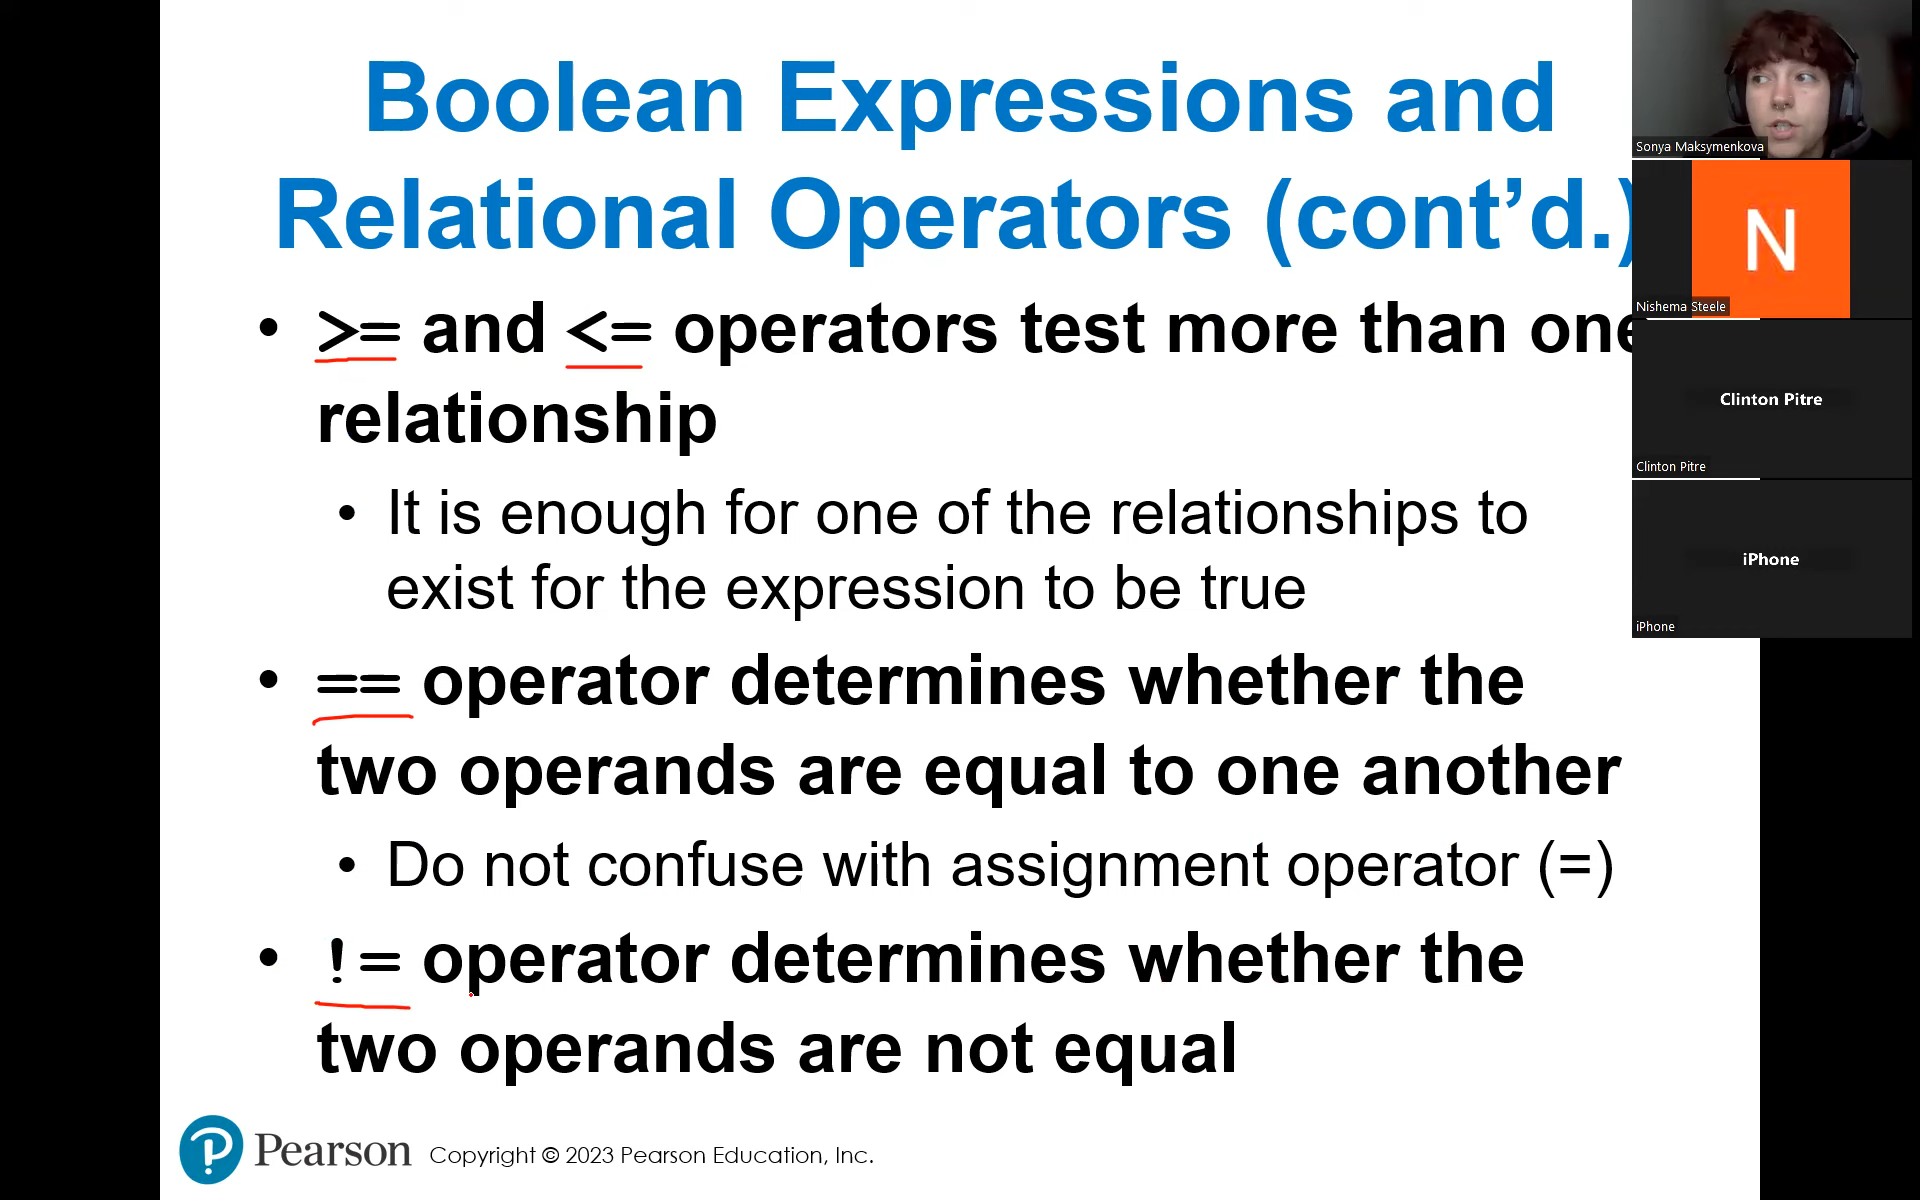 Boolean Expressions and
Relational Operators (cont’d.)
• >= and <= operators test more than one
relationship
• It is enough for one of the relationships to
exist for the expression to be true
• == operator determines whether the
two operands are equal to one another
• Do not confuse with assignment operator (=)
• != operator determines whether the
two operands are not equal
Pearson
Copyright © 2023 Pearson Education, Inc.
Sonya Maksymenkova
N
Nishema Steele
Clinton Pitre
Clinton Pitre
iPhone
iPhone